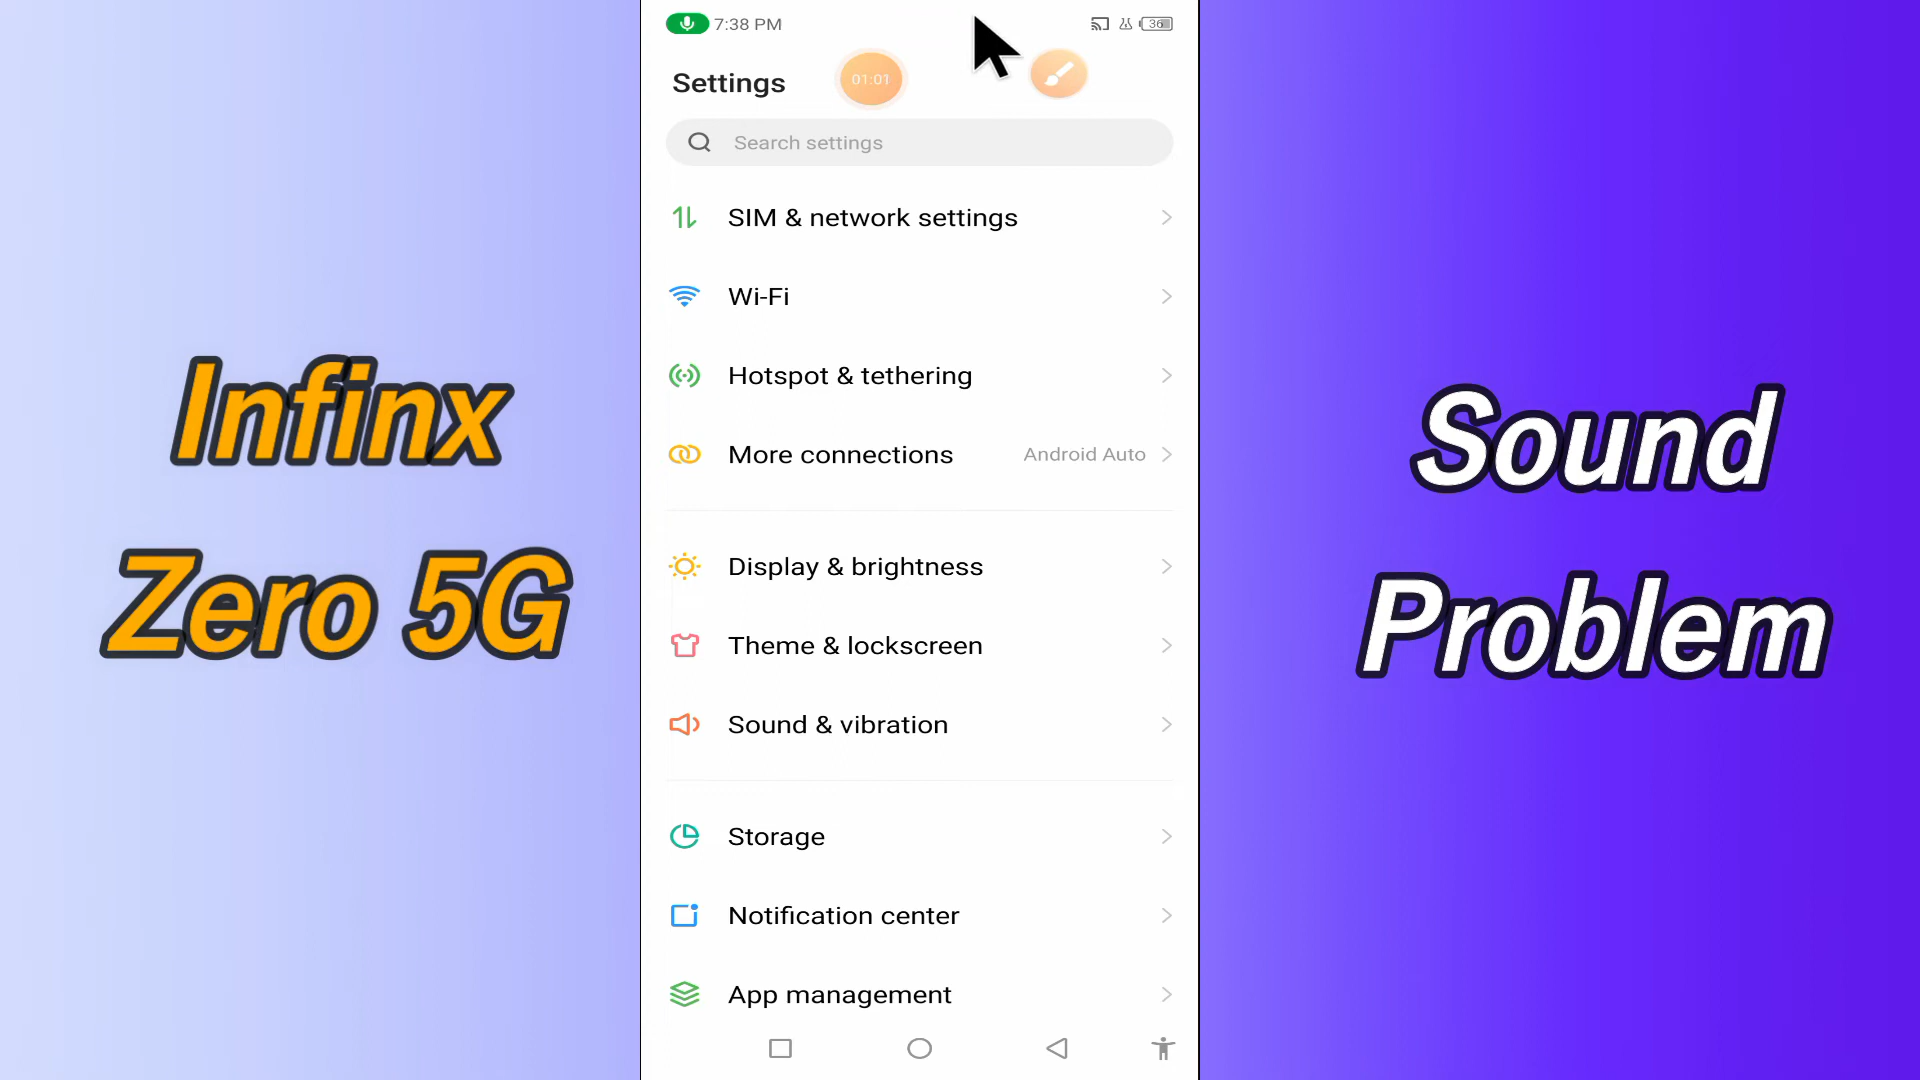 7:38 PM
36
Settings
01:01
Search settings
SIM & network settings
Wi-Fi
Hotspot & tethering
More connections Android Auto
Display & brightness
Theme & lockscreen
Sound & vibration
Storage
Notification center
App management
Infinx
Zero 5G
Sound
Problem